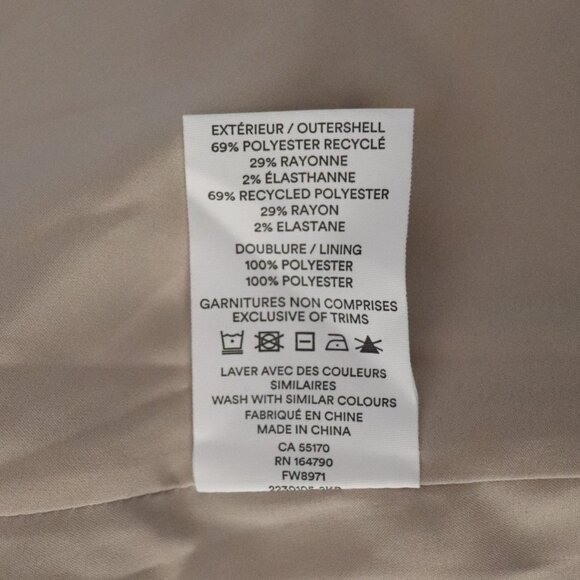 EXTÉRIEUR / OUTERSHELL
69% POLYESTER RECYCLÉ
29% RAYONNE
2% ÉLASTHANNE
69% RECYCLED POLYESTER
29% RAYON
2% ELASTANE
DOUBLURE / LINING
100% POLYESTER
100% POLYESTER
GARNITURES NON COMPRISES
EXCLUSIVE OF TRIMS
LAVER AVEC DES COULEURS
SIMILAIRES
WASH WITH SIMILAR COLOURS
FABRIQUÉ EN CHINE
MADE IN CHINA
CA 55170
RN 164790
FW8971